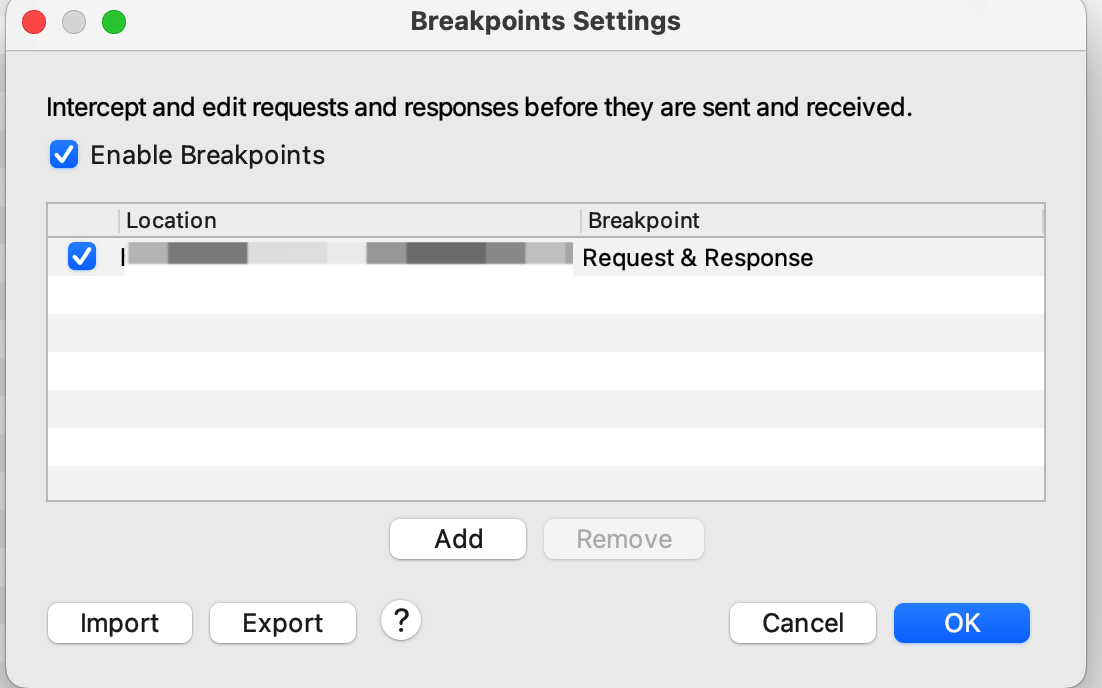 Breakpoints Settings
Intercept and edit requests and responses before they are sent and received.
Enable Breakpoints
Location Breakpoint
Request & Response
Add Remove
Import Export ? Cancel OK